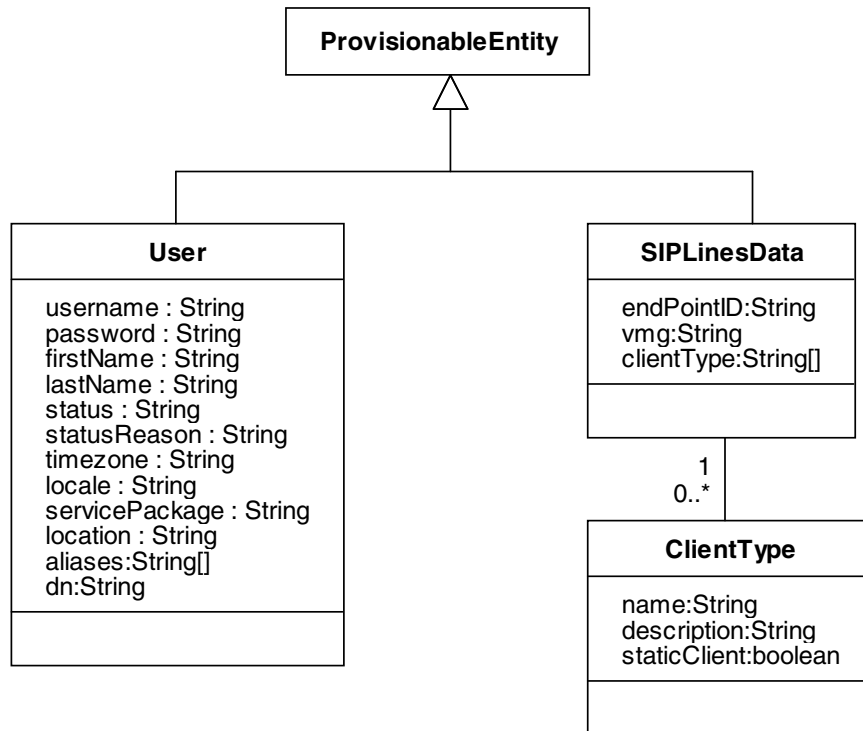 ProvisionableEntity
User
username : String
password : String
firstName : String
lastName : String
status : String
statusReason : String
timezone : String
locale : String
servicePackage : String
location : String
aliases:String[]
dn:String
SIPLinesData
endPointID:String
vmg:String
clientType:String[]
1
0..*
ClientType
name:String
description:String
staticClient:boolean